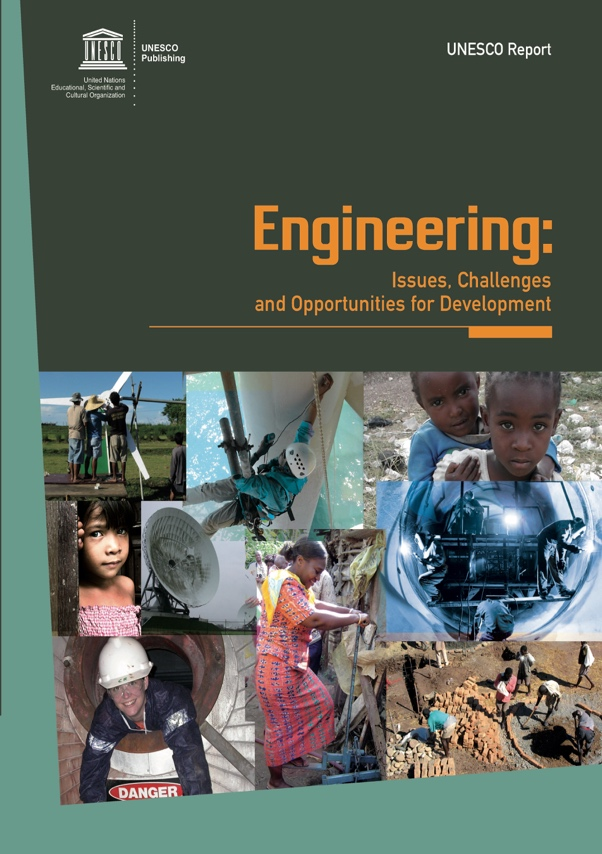 UNESCO
UNESCO
Publishing
United Nations
Educational, Scientific and
Cultural Organization
UNESCO Report
Engineering:
Issues, Challenges
and Opportunities for Development
DANGER